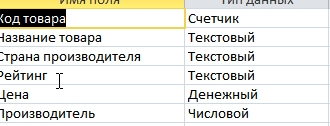 Имя поля Тип данных
Код товара Счетчик
Название товара Текстовый
Страна производителя Текстовый
Рейтинг Текстовый
Цена Денежный
Производитель Числовой